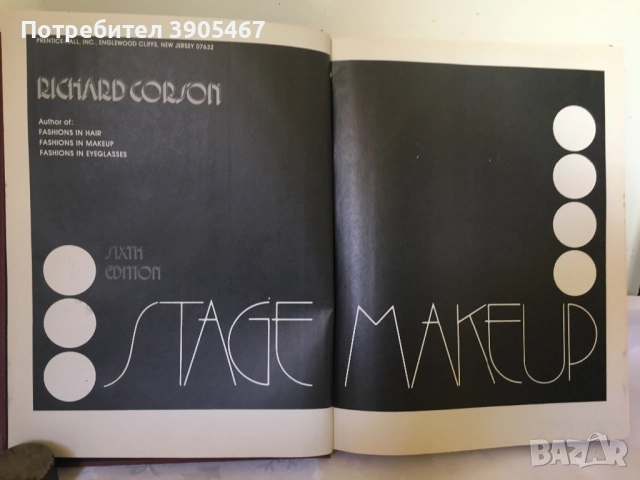 Потребител 3905467
PRENTICE-HALL, INC., ENGLEWOOD CLIFFS, NEW JERSEY 07632
RICHARD CORSON
Author of:
FASHIONS IN HAIR
FASHIONS IN MAKEUP
FASHIONS IN EYEGLASSES
SIXTH
EDITION
STAGE MAKEUP
BAZAR